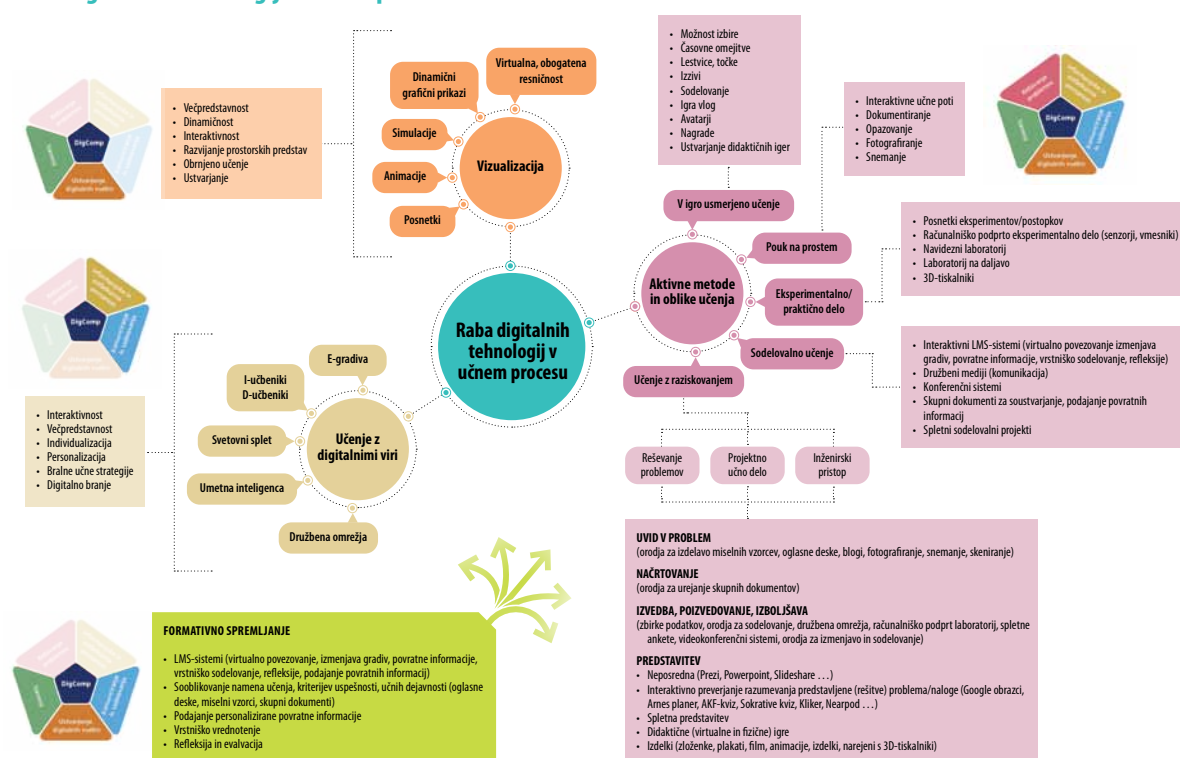 Večpredstavnost
Dinamičnost
Interaktivnost
Razvijanje prostorskih predstav
Obrnjeno učenje
Ustvarjanje
Dinamični
grafični prikazi
Virtualna, obogatena
resničnost
Simulacije
Animacije
Posnetki
Vizualizacija
DigComp
Možnost izbire
Časovne omejitve
Lestvice, točke
Izzivi
Sodelovanje
Igra vlog
Avatarji
Nagrade
Ustvarjanje didaktičnih iger
Interaktivne učne poti
Dokumentiranje
Opazovanje
Fotografiranje
Snemanje
DigComp
V igro usmerjeno učenje
Pouk na prostem
Aktivne metode
in oblike učenja
Eksperimentalno/
praktično delo
Sodelovalno učenje
Učenje z raziskovanjem
Posnetki eksperimentov/postopkov
Računalniško podprto eksperimentalno delo (senzorji, vmesniki)
Navidezni laboratorij
Laboratorij na daljavo
3D-tiskalniki
Interaktivni LMS-sistemi (virtualno povezovanje izmenjava
gradiv, povratne informacije, vrstniško sodelovanje, refleksije)
Družbeni mediji (komunikacija)
Konferenčni sistemi
Skupni dokumenti za soustvarjanje, podajanje povratnih
informacij
Spletni sodelovalni projekti
Raba digitalnih
tehnologij v
učnem procesu
DigComp
Interaktivnost
Večpredstavnost
Individualizacija
Personalizacija
Bralne učne strategije
Digitalno branje
E-gradiva
I-učbeniki
D-učbeniki
Svetovni splet
Umetna inteligenca
Družbena omrežja
Učenje z
digitalnimi viri
Reševanje
problemov
Projektno
učno delo
Inženirski
pristop
UVID V PROBLEM
(orodja za izdelavo miselnih vzorcev, oglasne deske, blogi, fotografiranje, snemanje, skeniranje)
NAČRTOVANJE
(orodja za urejanje skupnih dokumentov)
IZVEDBA, POIZVEDOVANJE, IZBOLJŠAVA
(zbirke podatkov, orodja za sodelovanje, družbena omrežja, računalniško podprt laboratorij, spletne
ankete, videokonferenčni sistemi, orodja za izmenjavo in sodelovanje)
PREDSTAVITEV
Neposredna (Prezi, Powerpoint, Slideshare …)
Interaktivno preverjanje razumevanja predstavljene (rešitve) problema/naloge (Google obrazci,
Arnes planer, AKF-kviz, Sokrative kviz, Kliker, Nearpod …)
Spletna predstavitev
Didaktične (virtualne in fizične) igre
Izdelki (zloženke, plakati, film, animacije, izdelki, narejeni s 3D-tiskalniki)
DigComp
FORMATIVNO SPREMLJANJE
LMS-sistemi (virtualno povezovanje, izmenjava gradiv, povratne informacije,
vrstniško sodelovanje, refleksije, podajanje povratnih informacij)
Sooblikovanje namena učenja, kriterijev uspešnosti, učnih dejavnosti (oglasne
deske, miselni vzorci, skupni dokumenti)
Podajanje personalizirane povratne informacije
Vrstniško vrednotenje
Refleksija in evalvacija